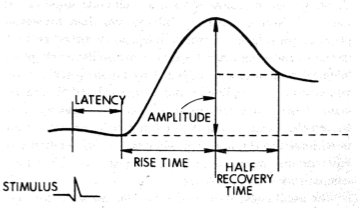 LATENCY
AMPLITUDE
RISE TIME
HALF
RECOVERY
TIME
STIMULUS